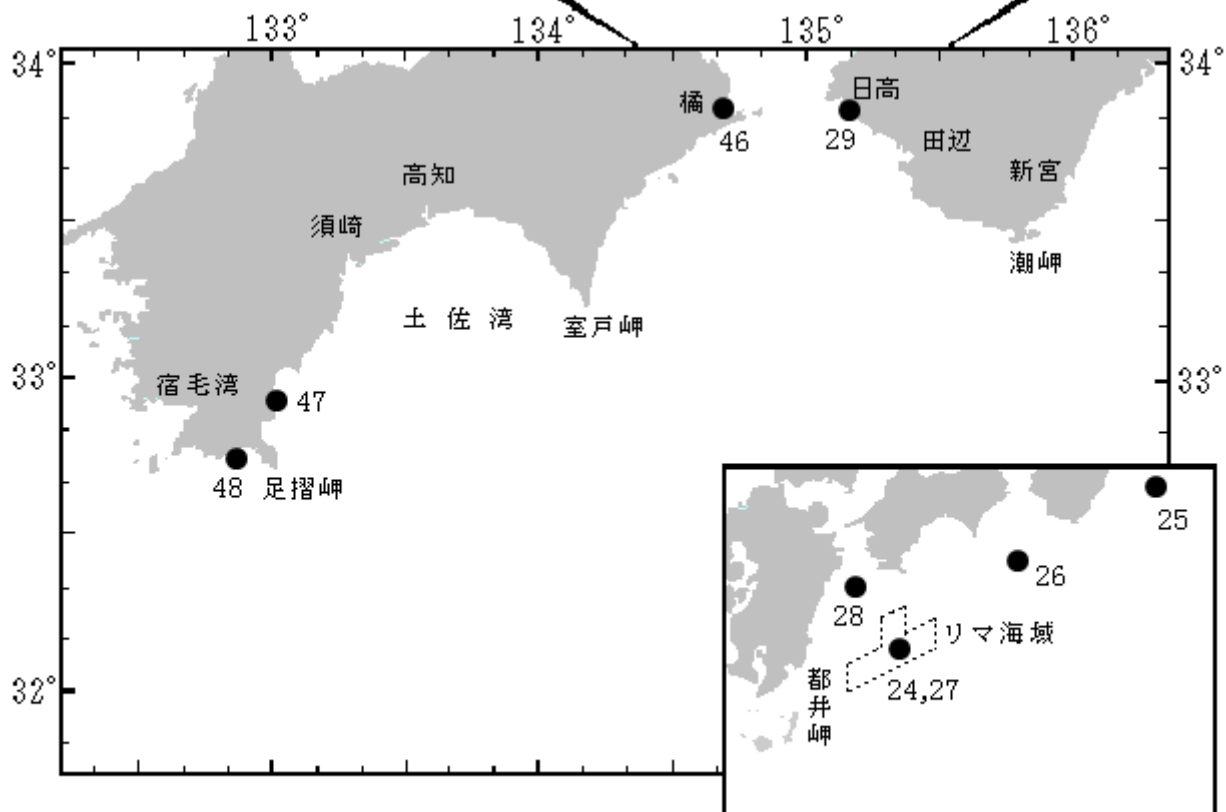 133° 134° 135° 136°
34° 34°
日高
橘
46 29
田辺
高知 新宮
須崎
潮岬
土佐湾 室戸岬
33° 33°
宿毛湾
47
48 足摺岬
25
26
28
リマ海域
32° 24,27
都井岬